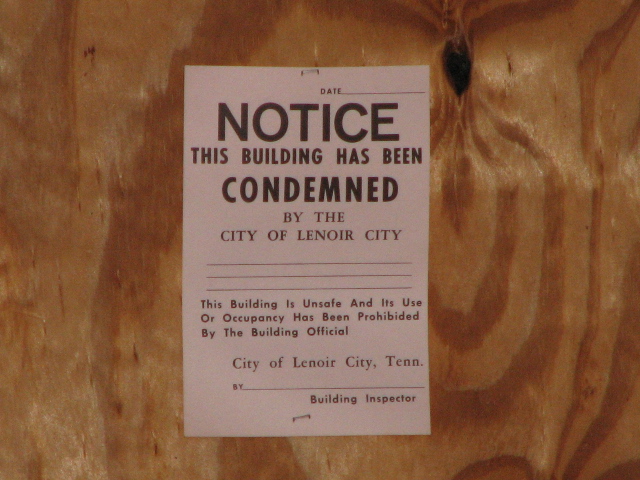 DATE
NOTICE
THIS BUILDING HAS BEEN
CONDEMNED
BY THE
CITY OF LENOIR CITY
This Building Is Unsafe And Its Use
Or Occupancy Has Been Prohibided
By The Building Official
City of Lenoir City, Tenn.
BY
Building Inspector